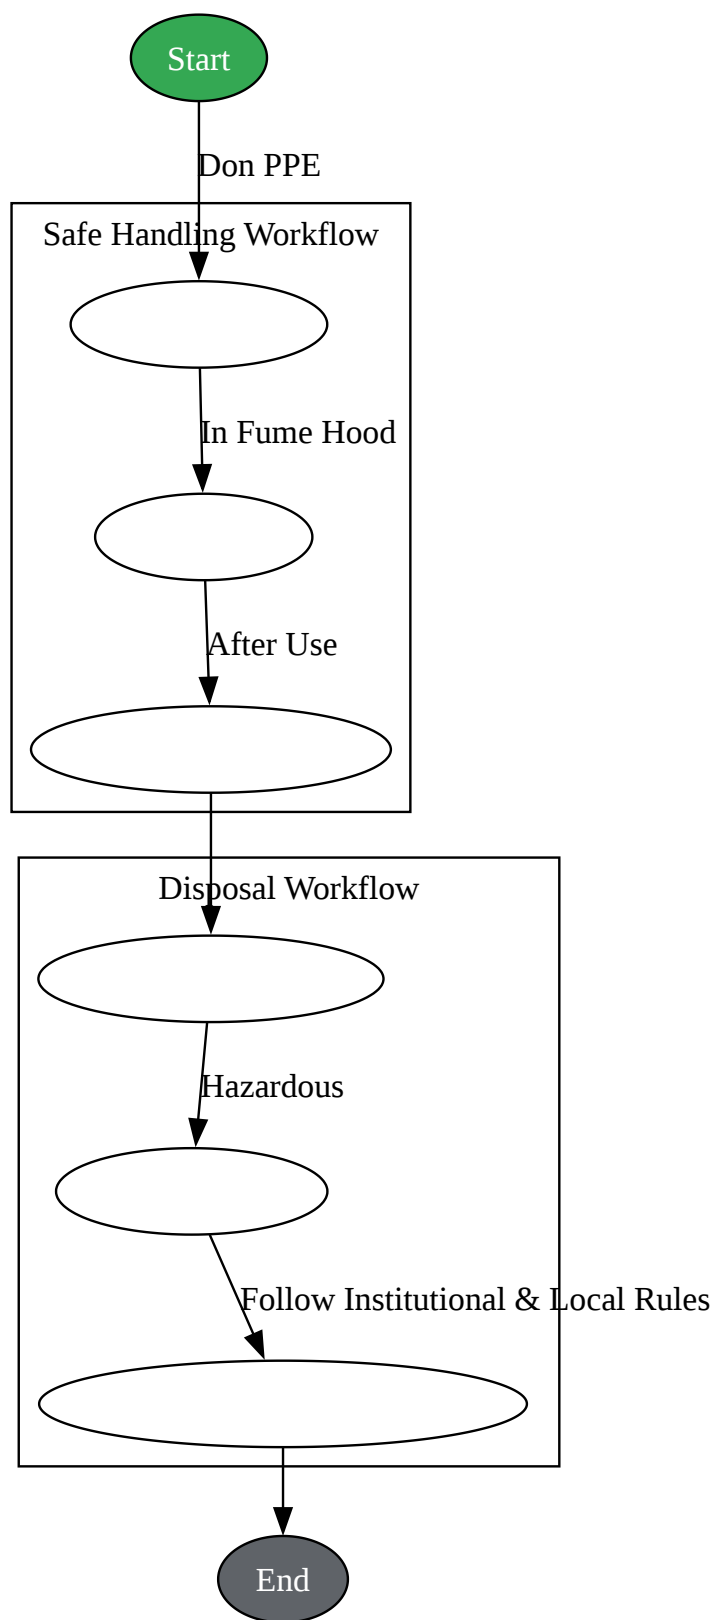 Start
Don PPE
Safe Handling Workflow
In Fume Hood
After Use
Disposal Workflow
Hazardous
Follow Institutional & Local Rules
End